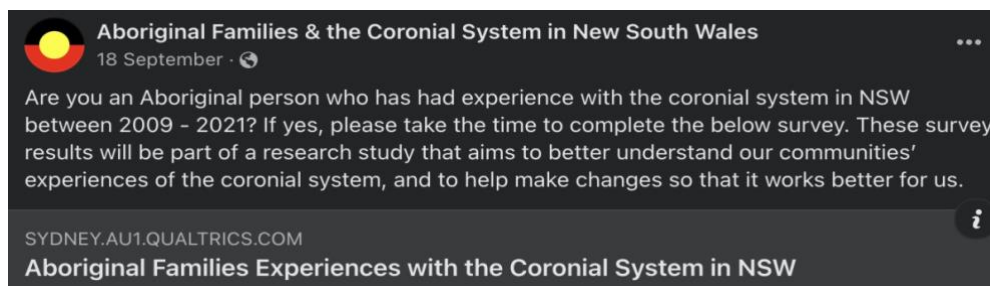 Aboriginal Families & the Coronial System in New South Wales
18 September ·
Are you an Aboriginal person who has had experience with the coronial system in NSW
between 2009 - 2021? If yes, please take the time to complete the below survey. These survey
results will be part of a research study that aims to better understand our communities'
experiences of the coronial system, and to help make changes so that it works better for us.
SYDNEY.AU1.QUALTRICS.COM
Aboriginal Families Experiences with the Coronial System in NSW